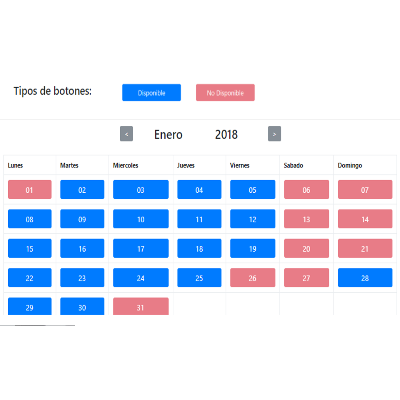 Tipos de botones: Disponible No Disponible
< Enero 2018 >
Lunes Martes Miercoles Jueves Viernes Sabado Domingo
01 02 03 04 05 06 07
08 09 10 11 12 13 14
15 16 17 18 19 20 21
22 23 24 25 26 27 28
29 30 31